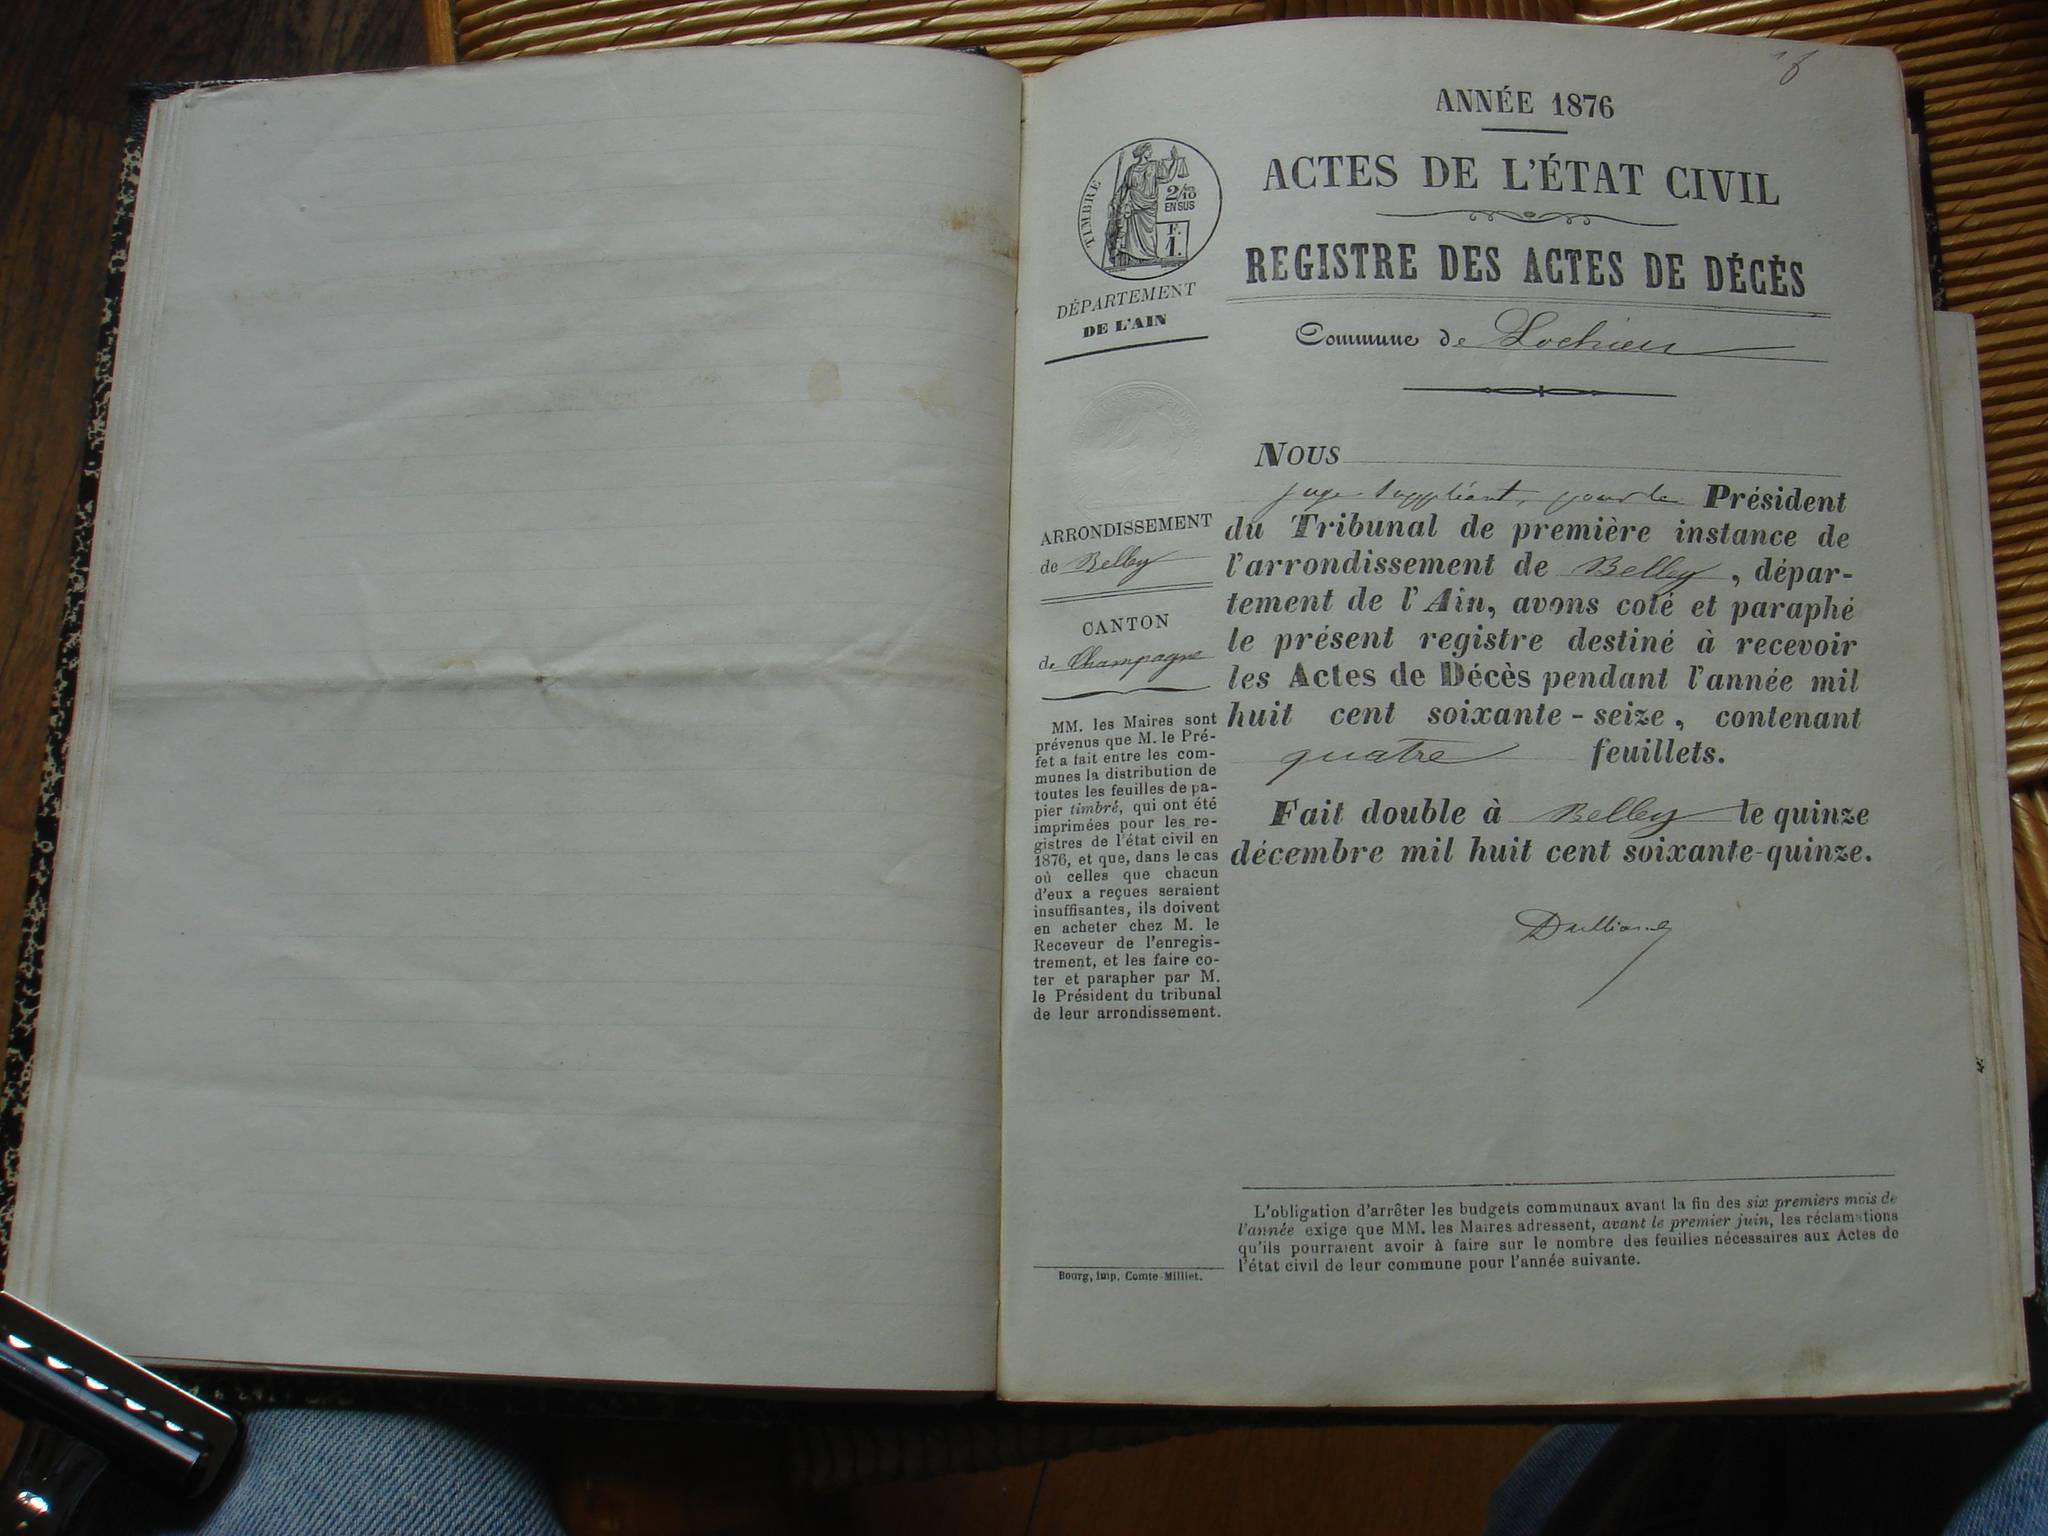 ANNÉE 1876
ACTES DE L'ÉTAT CIVIL
REGISTRE DES ACTES DE DÉCÈS
Commune de Lochieu
TIMBRE
2/10
EN SUS
F.
1.
DÉPARTEMENT
DE L'AIN
ARRONDISSEMENT
de Belley
CANTON
de Champagne
MM. les Maires sont
prévenus que M. le Pré-
fet a fait entre les com-
munes la distribution de
toutes les feuilles de pa-
pier timbré, qui ont été
imprimées pour les re-
gistres de l'état civil en
1876, et que, dans le cas
où celles que chacun
d'eux a reçues seraient
insuffisantes, ils doivent
en acheter chez M. le
Receveur de l'enregis-
trement, et les faire co-
ter et parapher par M.
le Président du tribunal
de leur arrondissement.
Bourg, Imp. Comte-Milliet.
NOUS
juge suppléant, pour le Président
du Tribunal de première instance de
l'arrondissement de Belley, dépar-
tement de l'Ain, avons coté et paraphé
le présent registre destiné à recevoir
les Actes de Décès pendant l'année mil
huit cent soixante-seize, contenant
quatre feuillets.
Fait double à Belley le quinze
décembre mil huit cent soixante-quinze.
L'obligation d'arrêter les budgets communaux avant la fin des six premiers mois de
l'année exige que MM. les Maires adressent, avant le premier juin, les réclamations
qu'ils pourraient avoir à faire sur le nombre des feuilles nécessaires aux Actes de
l'état civil de leur commune pour l'année suivante.